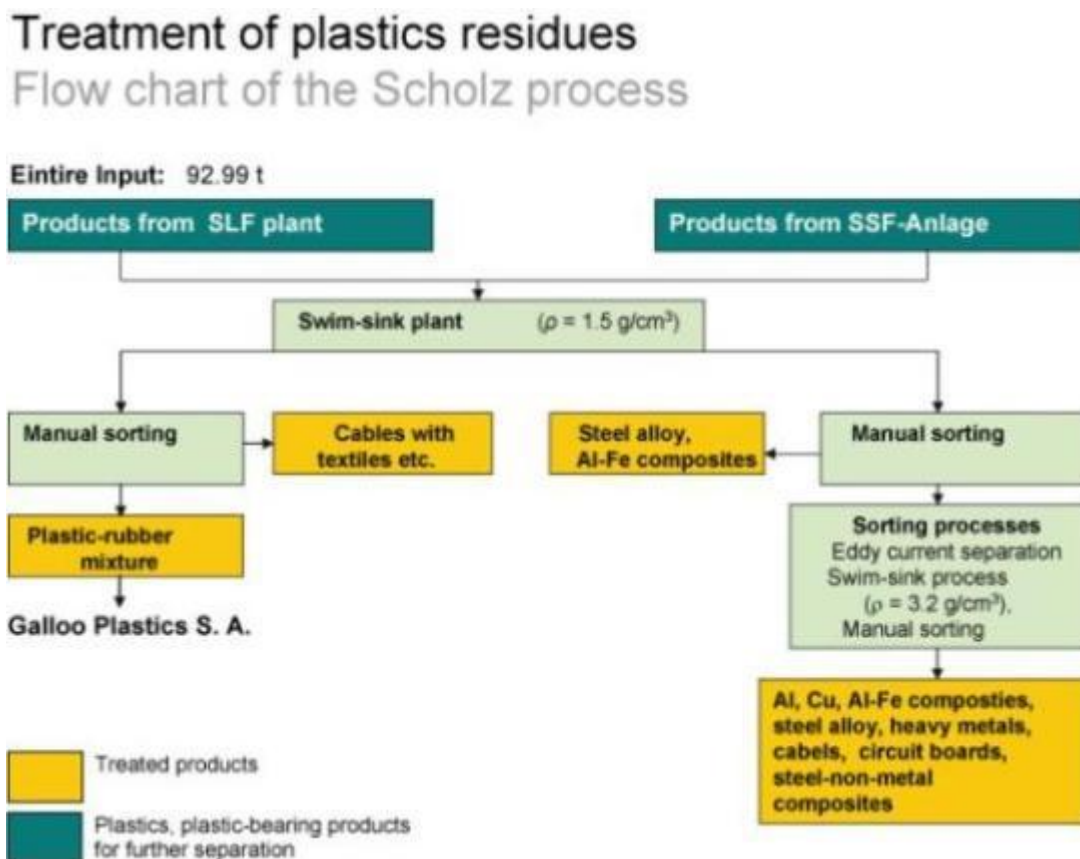 Treatment of plastics residues
Flow chart of the Scholz process
Eintire Input: 92.99 t
Products from SLF plant
Products from SSF-Anlage
Swim-sink plant (ρ = 1.5 g/cm³)
Manual sorting
Cables with
textiles etc.
Steel alloy,
Al-Fe composites
Manual sorting
Plastic-rubber
mixture
Galloo Plastics S. A.
Sorting processes
Eddy current separation
Swim-sink process
(ρ = 3.2 g/cm³),
Manual sorting
Al, Cu, Al-Fe composties,
steel alloy, heavy metals,
cabels, circuit boards,
steel-non-metal
composites
Treated products
Plastics, plastic-bearing products
for further separation